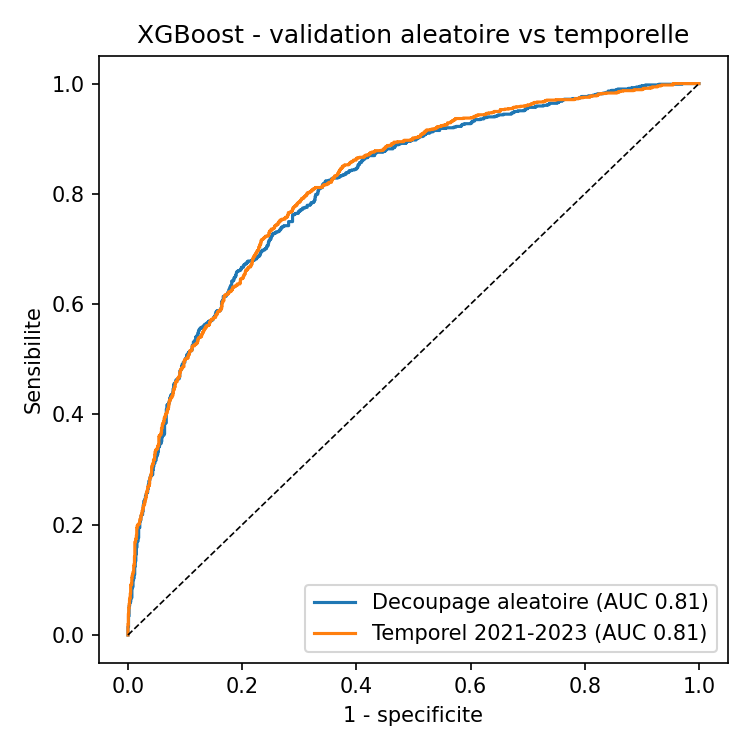 XGBoost - validation aleatoire vs temporelle
1.0
0.8
0.6
0.4
0.2
0.0
Sensibilite
Decoupage aleatoire (AUC 0.81)
Temporel 2021-2023 (AUC 0.81)
0.0 0.2 0.4 0.6 0.8 1.0
1 - specificite